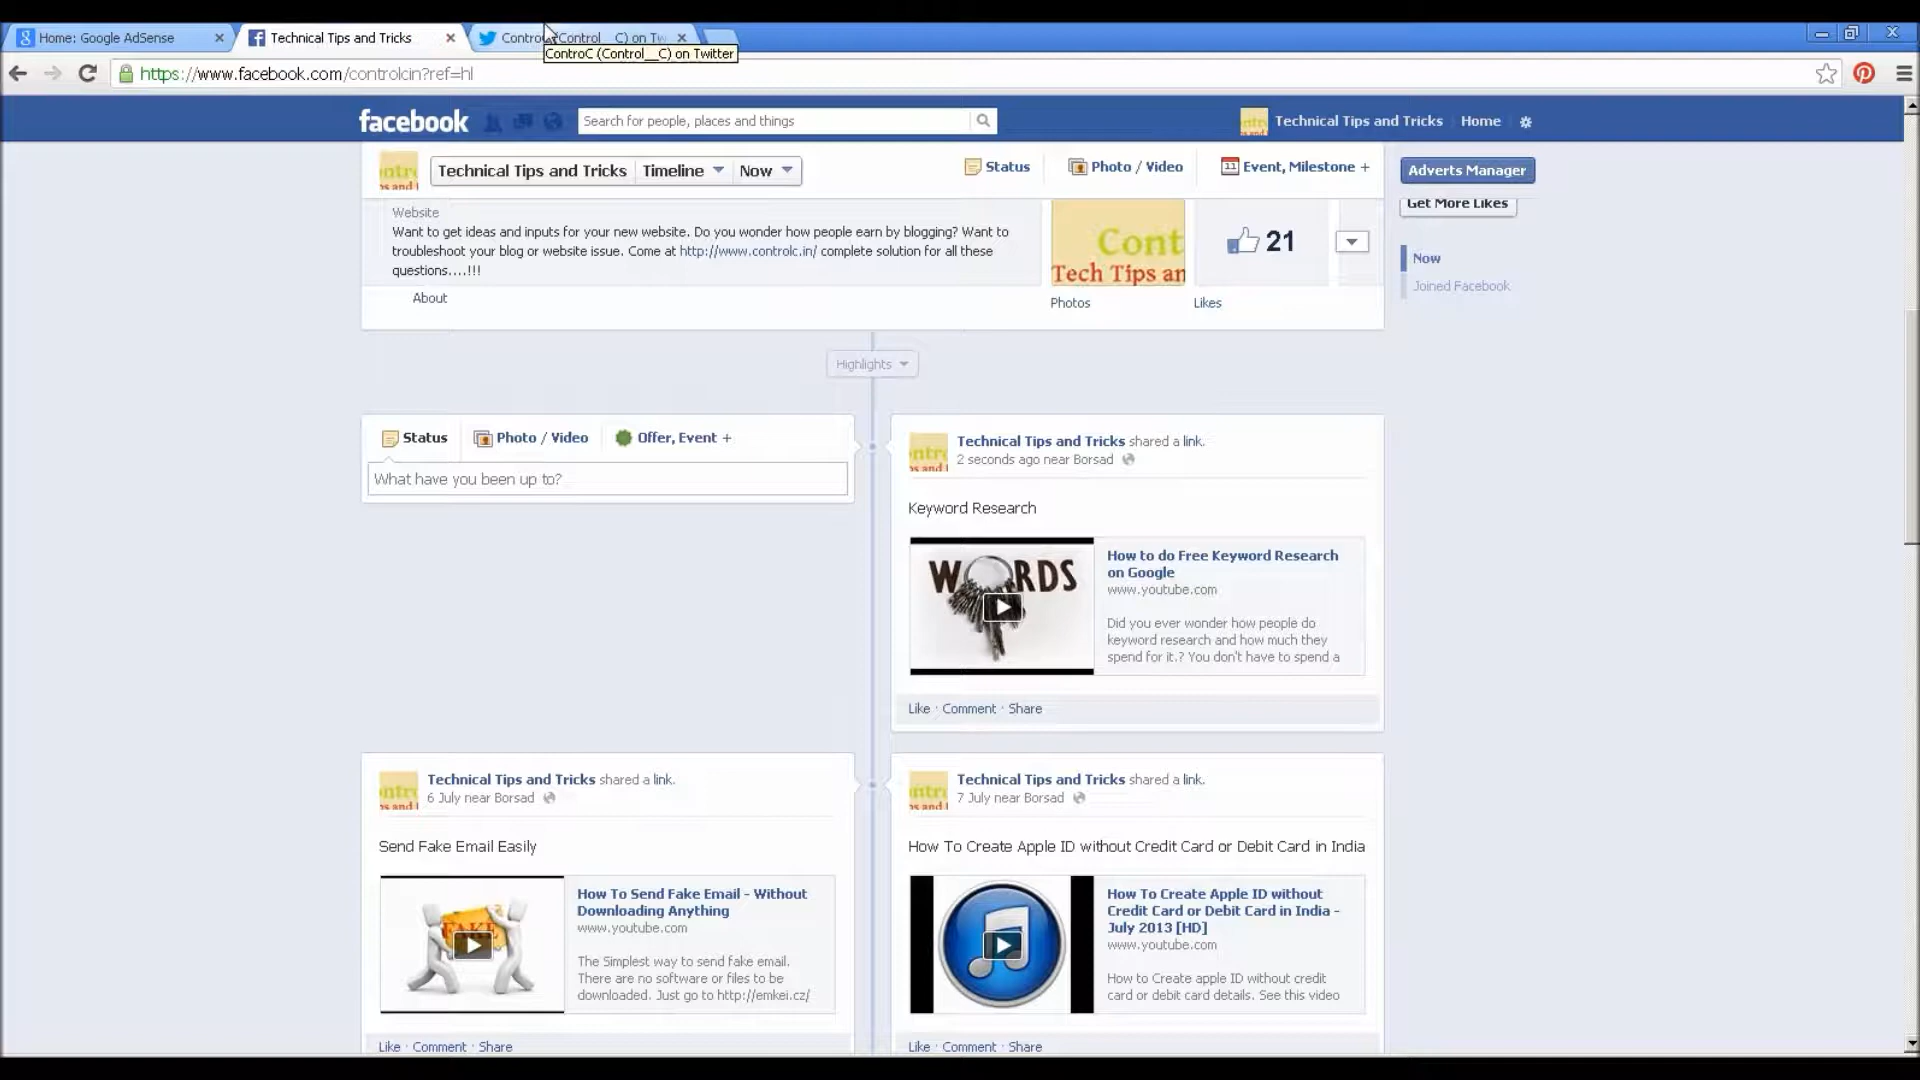 Home: Google AdSense
Technical Tips and Tricks
ControC (Control__C) on Tw
ControC (Control__C) on Twitter
https://www.facebook.com/controlcin?ref=hl
facebook
Search for people, places and things
Technical Tips and Tricks
Home
Technical Tips and Tricks
Timeline
Now
Status
Photo / Video
Event, Milestone +
Adverts Manager
Get More Likes
Website
Want to get ideas and inputs for your new website. Do you wonder how people earn by blogging? Want to
troubleshoot your blog or website issue. Come at http://www.controlc.in/ complete solution for all these
questions....!!!
About
Cont
Tech Tips an
Photos
21
Likes
Now
Joined Facebook
Highlights
Status
Photo / Video
Offer, Event +
What have you been up to?
Technical Tips and Tricks shared a link.
2 seconds ago near Borsad
Keyword Research
WORDS
How to do Free Keyword Research
on Google
www.youtube.com
Did you ever wonder how people do
keyword research and how much they
spend for it.? You don't have to spend a
Like · Comment · Share
Technical Tips and Tricks shared a link.
6 July near Borsad
Send Fake Email Easily
FAKE
How To Send Fake Email - Without
Downloading Anything
www.youtube.com
The Simplest way to send fake email.
There are no software or files to be
downloaded. Just go to http://emkei.cz/
Like · Comment · Share
Technical Tips and Tricks shared a link.
7 July near Borsad
How To Create Apple ID without Credit Card or Debit Card in India
How To Create Apple ID without
Credit Card or Debit Card in India -
July 2013 [HD]
www.youtube.com
How to Create apple ID without credit
card or debit card details. See this video
Like · Comment · Share